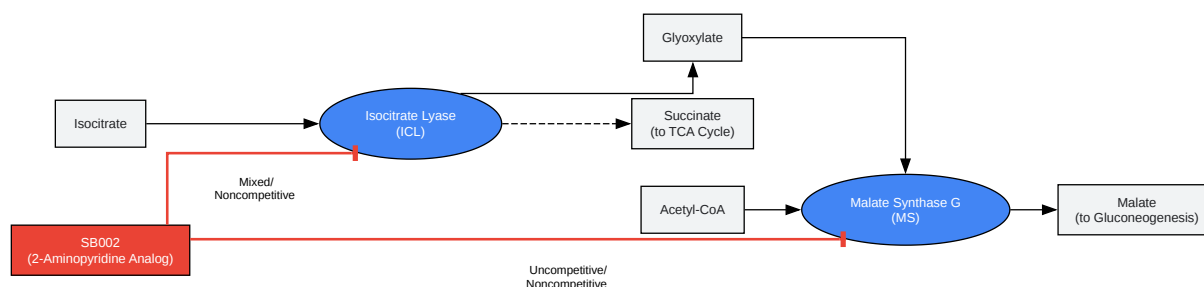 Glyoxylate
Isocitrate
Isocitrate Lyase
(ICL)
Succinate
(to TCA Cycle)
Mixed/
Noncompetitive
Acetyl-CoA
Malate Synthase G
(MS)
Malate
(to Gluconeogenesis)
SB002
(2-Aminopyridine Analog)
Uncompetitive/
Noncompetitive